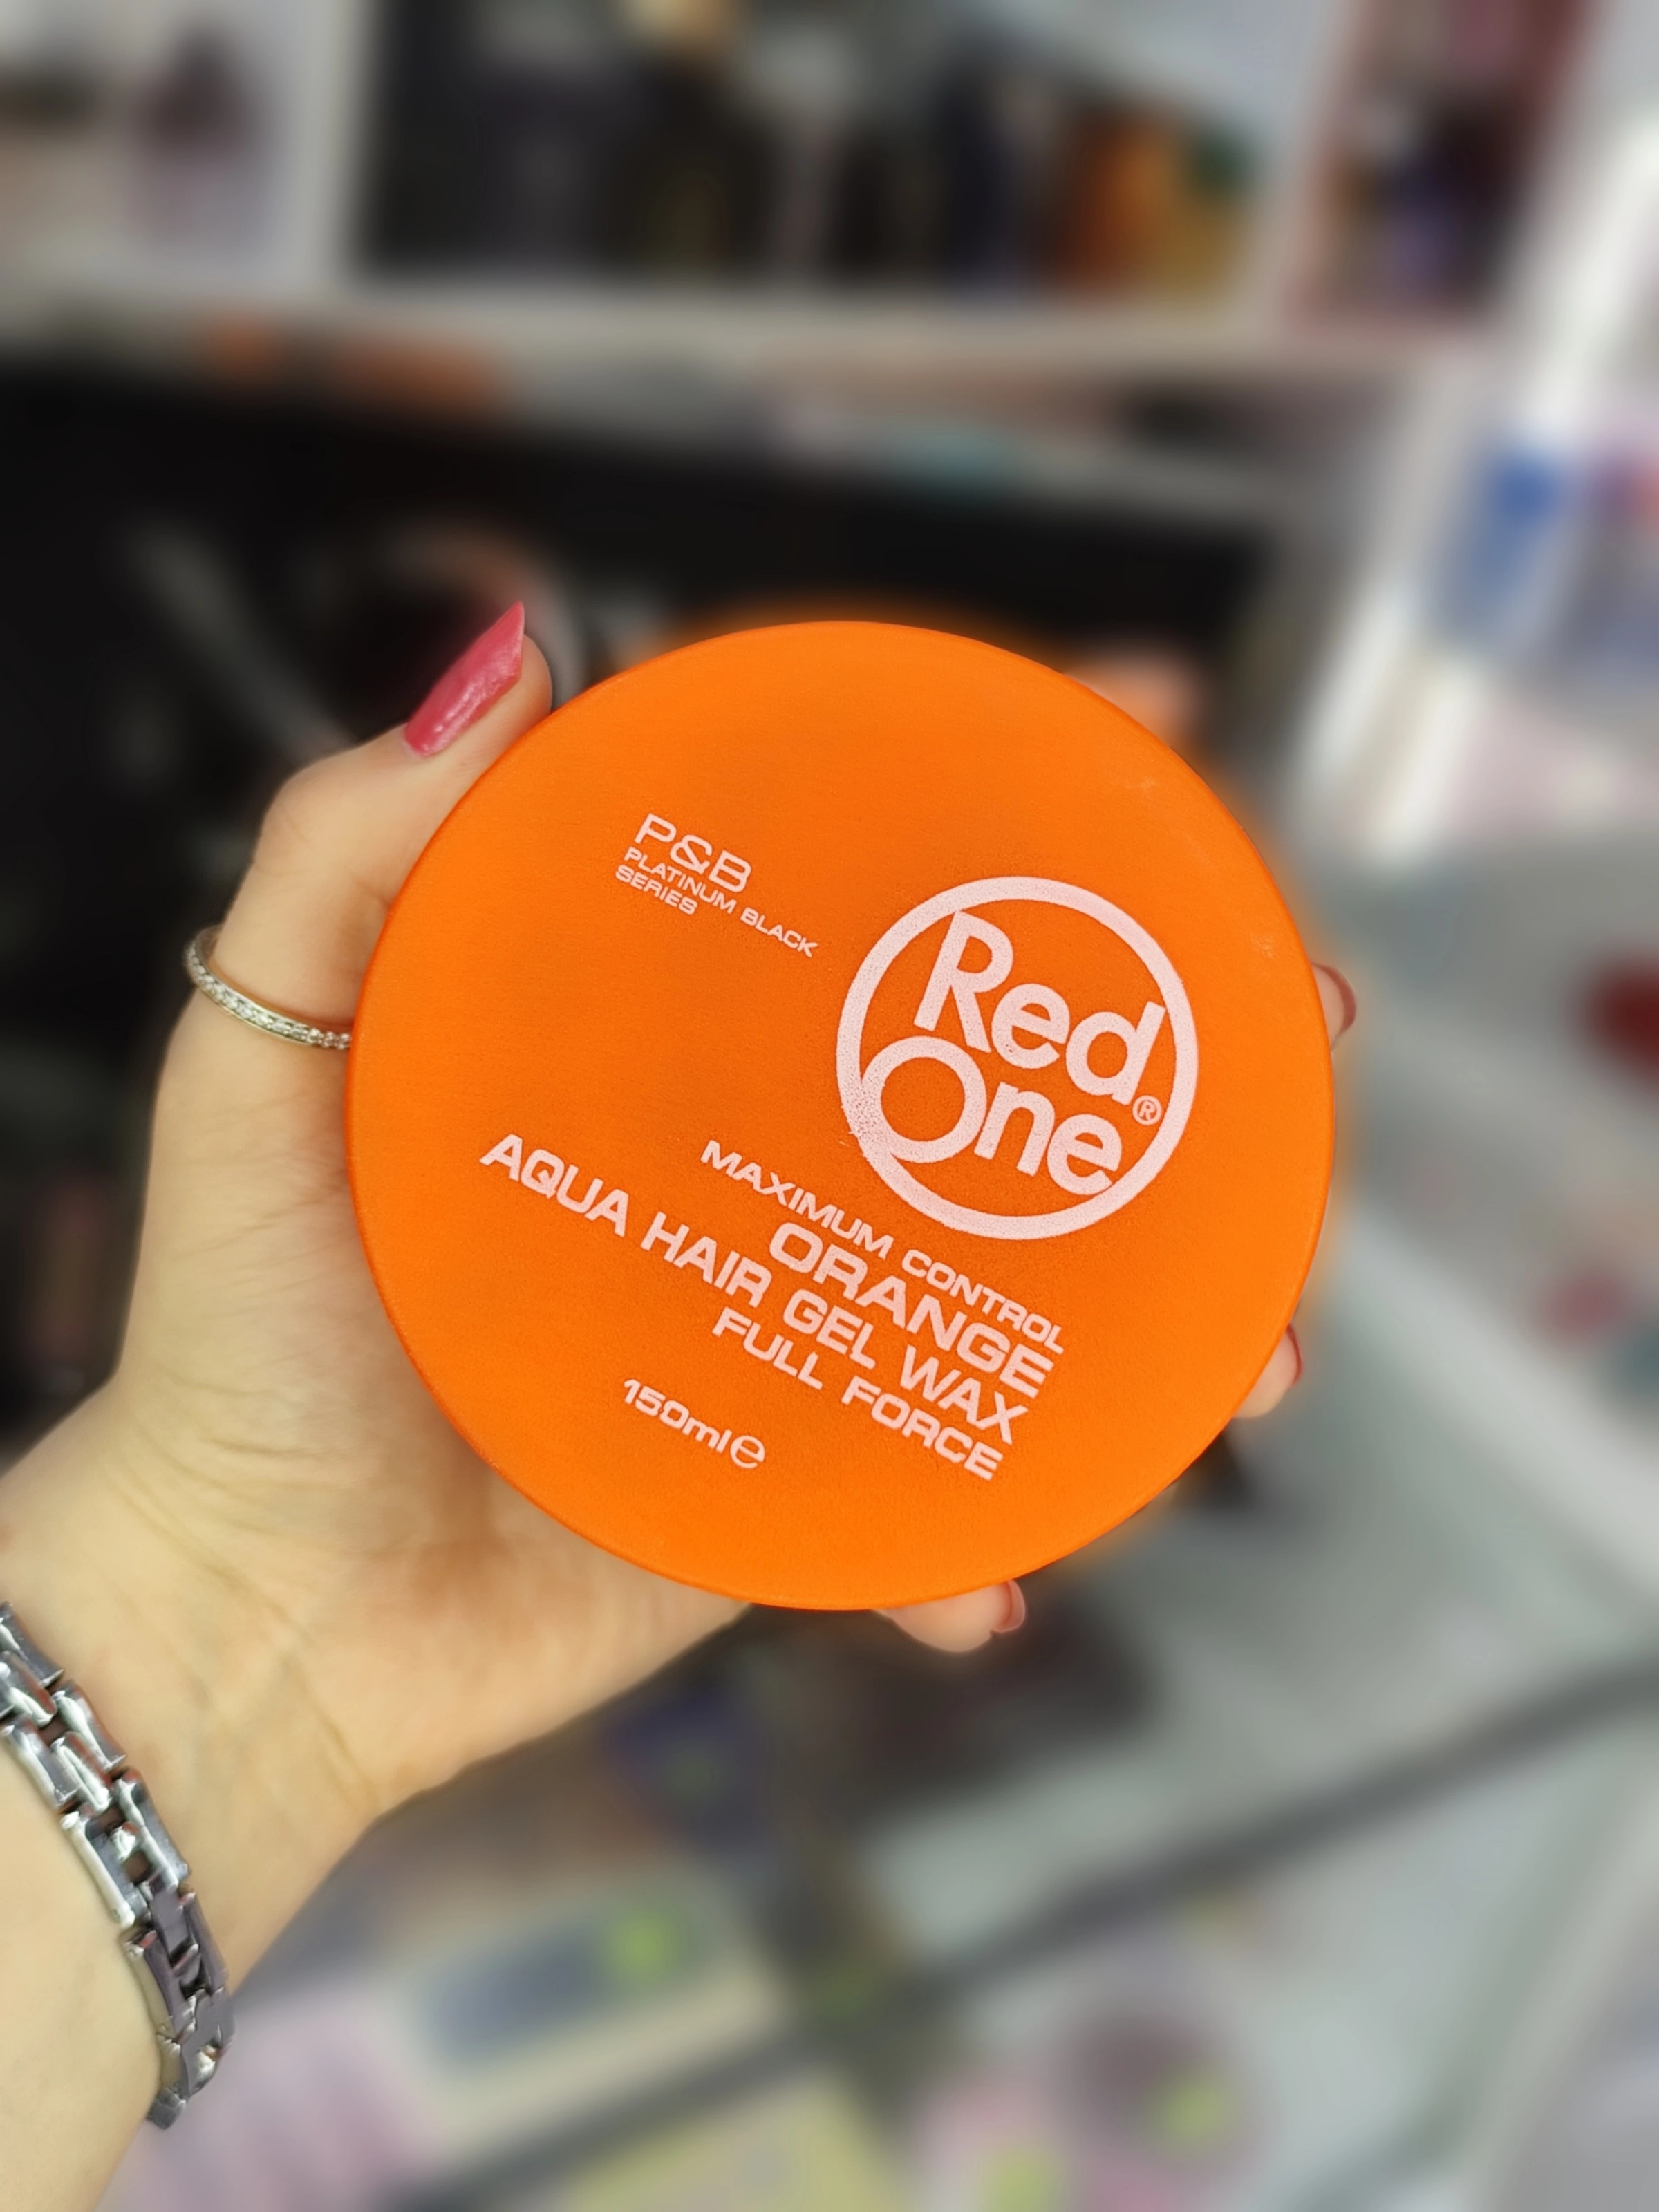 P&B
PLATINUM BLACK
SERIES
Red
One®
MAXIMUM CONTROL
ORANGE
AQUA HAIR GEL WAX
FULL FORCE
150ml℮